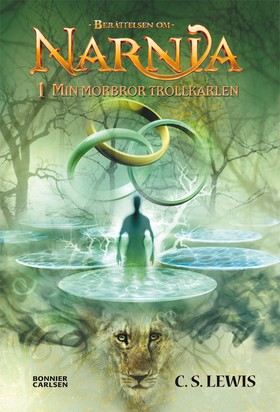 - Berättelsen om -
Narnia
1 Min morbror trollkarlen
Bonnier
Carlsen
C. S. Lewis